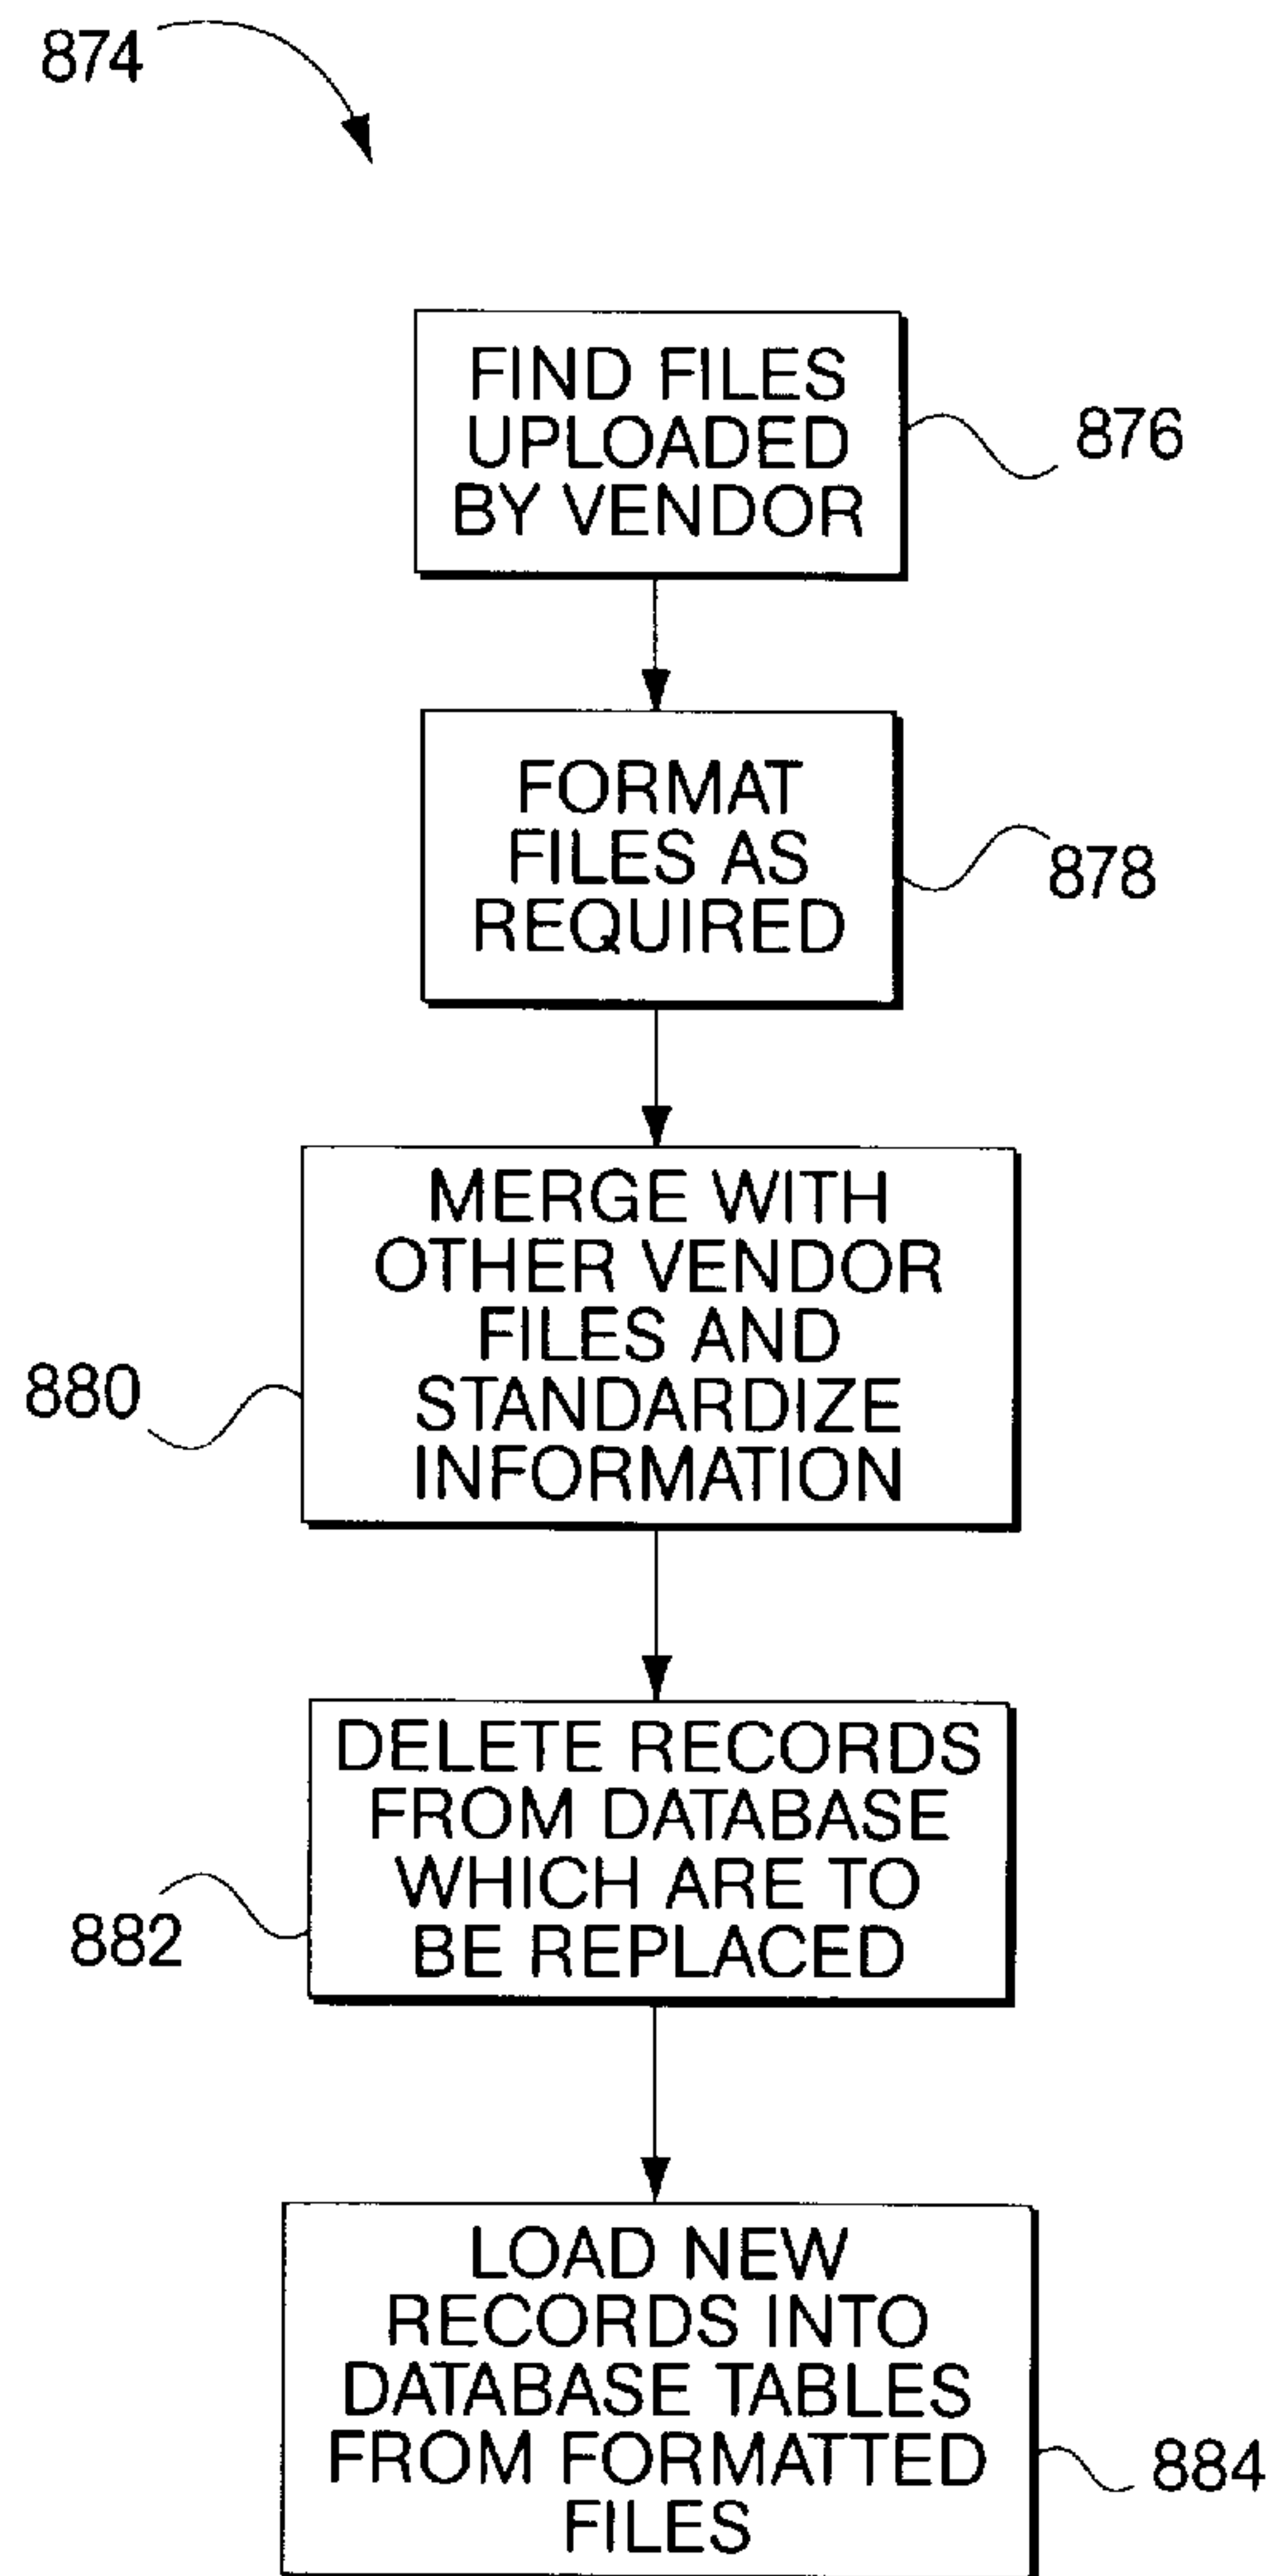 874
FIND FILES
UPLOADED
BY VENDOR
876
FORMAT
FILES AS
REQUIRED
878
MERGE WITH
OTHER VENDOR
FILES AND
STANDARDIZE
INFORMATION
880
DELETE RECORDS
FROM DATABASE
WHICH ARE TO
BE REPLACED
882
LOAD NEW
RECORDS INTO
DATABASE TABLES
FROM FORMATTED
FILES
884